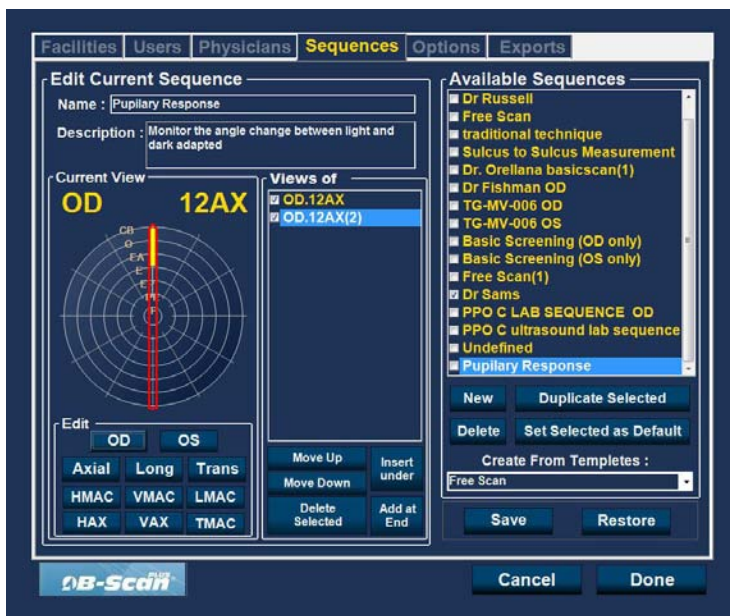 Facilities Users Physicians Sequences Options Exports
Edit Current Sequence
Name : Pupilary Response
Description : Monitor the angle change between light and
dark adapted
Current View
OD 12AX
CB
O
EA
E
Views of
OD.12AX
OD.12AX(2)
Edit
OD OS
Axial Long Trans
HMAC VMAC LMAC
HAX VAX TMAC
Move Up
Move Down
Delete
Selected
Insert
under
Add at
End
Available Sequences
Dr Russell
Free Scan
traditional technique
Sulcus to Sulcus Measurement
Dr. Orellana basicscan(1)
Dr Fishman OD
TG-MV-006 OD
TG-MV-006 OS
Basic Screening (OD only)
Basic Screening (OS only)
Free Scan(1)
Dr Sams
PPO C LAB SEQUENCE OD
PPO C ultrasound lab sequence
Undefined
Pupilary Response
New Duplicate Selected
Delete Set Selected as Default
Create From Templetes :
Free Scan
Save Restore
B-Scan PLUS
Cancel Done